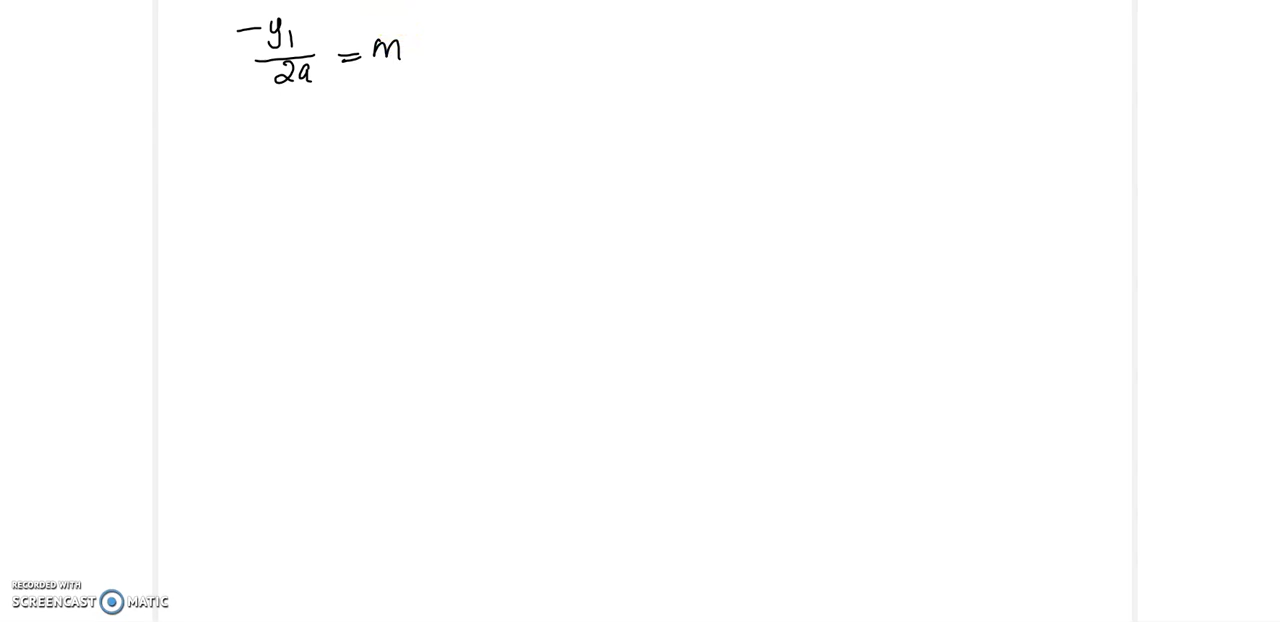 -y₁/2a = m
RECORDED WITH
SCREENCAST MATIC